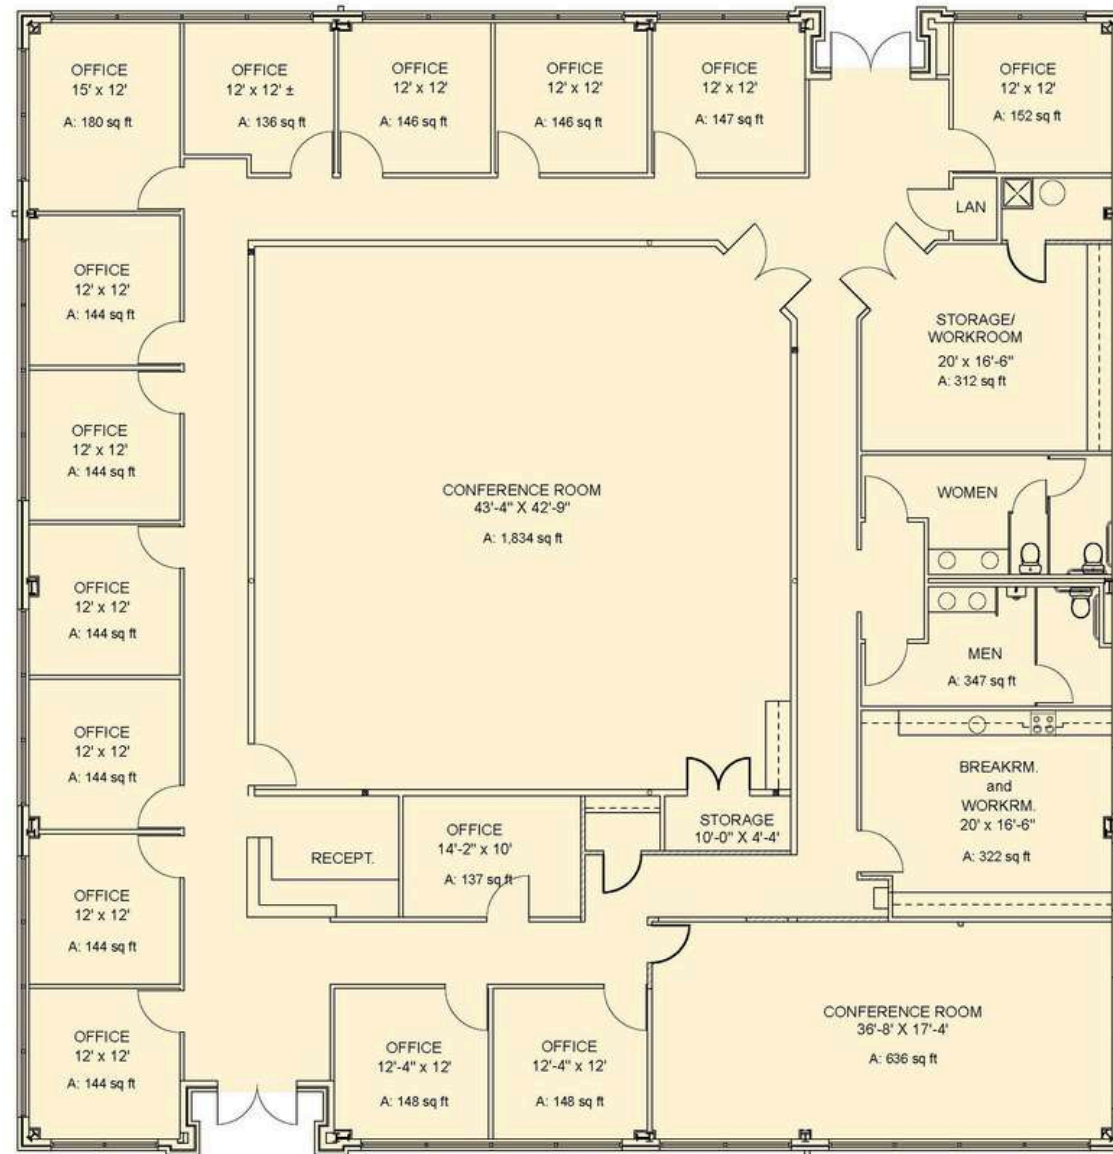 OFFICE
15' x 12'
A: 180 sq ft
OFFICE
12' x 12' ±
A: 136 sq ft
OFFICE
12' x 12'
A: 146 sq ft
OFFICE
12' x 12'
A: 146 sq ft
OFFICE
12' x 12'
A: 147 sq ft
OFFICE
12' x 12'
A: 152 sq ft
LAN
OFFICE
12' x 12'
A: 144 sq ft
STORAGE/
WORKROOM
20' x 16'-6"
A: 312 sq ft
OFFICE
12' x 12'
A: 144 sq ft
CONFERENCE ROOM
43'-4" X 42'-9"
A: 1,834 sq ft
WOMEN
OFFICE
12' x 12'
A: 144 sq ft
MEN
A: 347 sq ft
OFFICE
12' x 12'
A: 144 sq ft
BREAKRM.
and
WORKRM.
20' x 16'-6"
A: 322 sq ft
RECEPT.
OFFICE
14'-2" x 10'
A: 137 sq ft
STORAGE
10'-0" X 4'-4'
OFFICE
12' x 12'
A: 144 sq ft
OFFICE
12' x 12'
A: 144 sq ft
OFFICE
12'-4" x 12'
A: 148 sq ft
OFFICE
12'-4" x 12'
A: 148 sq ft
CONFERENCE ROOM
36'-8' X 17'-4'
A: 636 sq ft